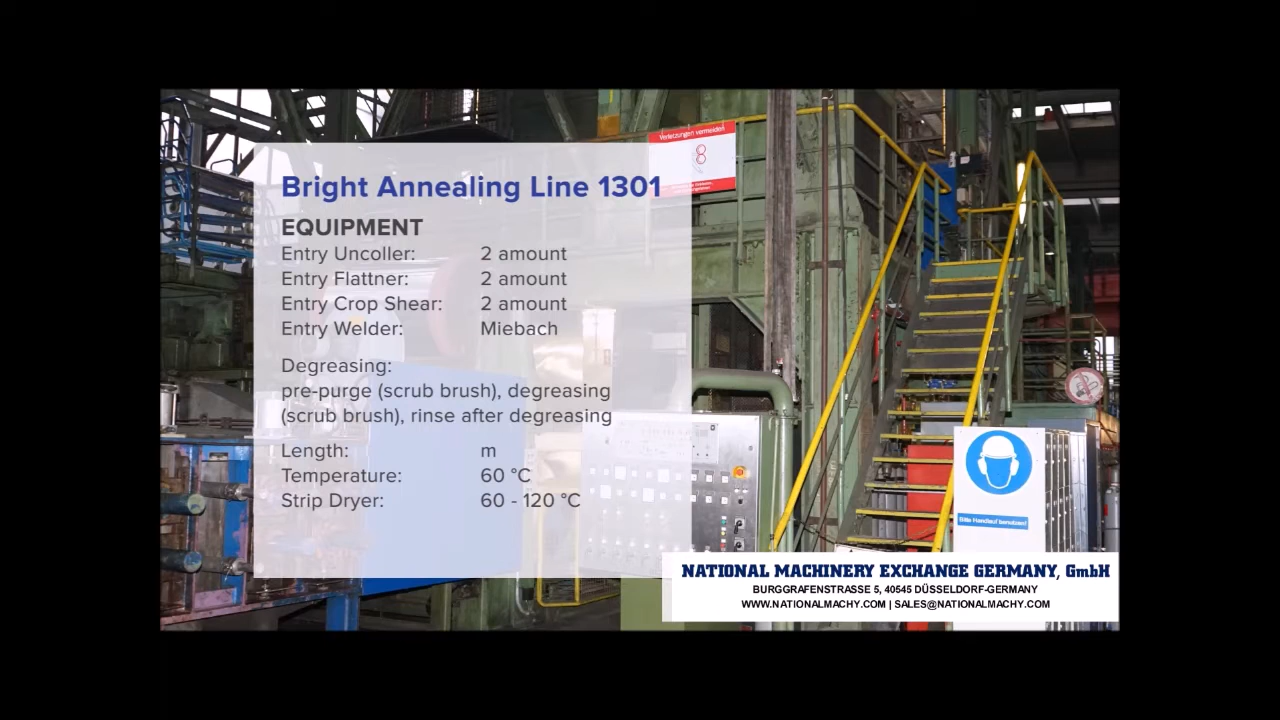 Verletzungen vermeiden
Bright Annealing Line 1301
EQUIPMENT
Entry Uncoller: 2 amount
Entry Flattner: 2 amount
Entry Crop Shear: 2 amount
Entry Welder: Miebach
Degreasing:
pre-purge (scrub brush), degreasing
(scrub brush), rinse after degreasing
Length: m
Temperature: 60 °C
Strip Dryer: 60 - 120 °C
Bitte Handlauf benutzen!
NATIONAL MACHINERY EXCHANGE GERMANY, GmbH
BURGGRAFENSTRASSE 5, 40545 DÜSSELDORF-GERMANY
WWW.NATIONALMACHY.COM | SALES@NATIONALMACHY.COM